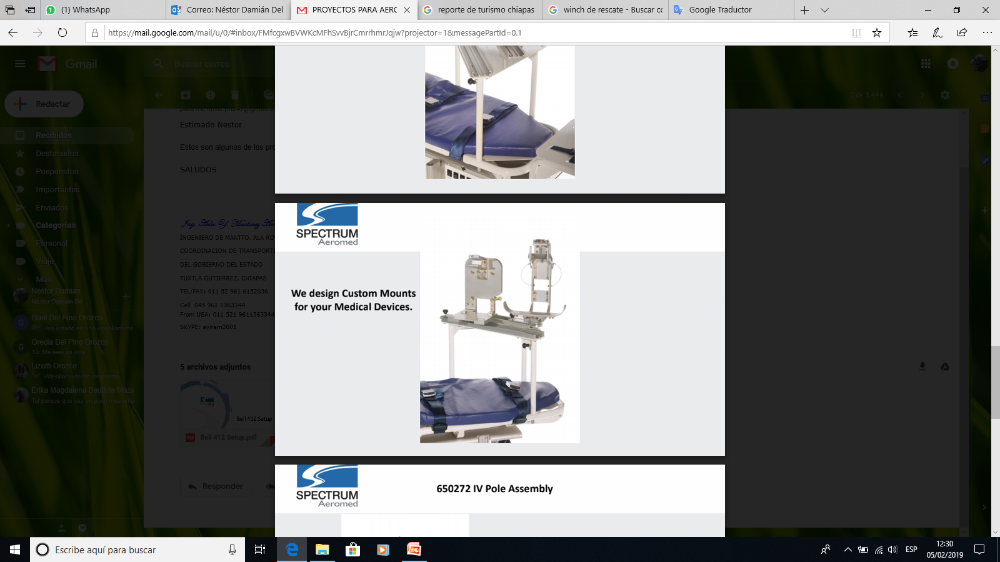 (1) WhatsApp
Correo: Néstor Damián Del
PROYECTOS PARA AERO
reporte de turismo chiapas
winch de rescate - Buscar co
Google Traductor
https://mail.google.com/mail/u/0/#inbox/FMfcgxwBVWKcMFhSvvBjrCmrrhmrJqjw?projector=1&messagePartId=0.1
Gmail
Buscar correo
Redactar
7 de 3.444
Estimado Nestor
Recibidos
Estos son algunos de los pro
Destacados
SALUDOS
Pospuestos
Importantes
Enviados
SPECTRUM
Aeromed
Categorías
Ing. Adix Y. Martinez
INGENIERO DE MANTTO. ALA RO
Personal
COORDINACION DE TRANSPORTE
Viaje
DEL GOBIERNO DEL ESTADO
Más
TUXTLA GUTIERREZ, CHIAPAS
Nestor Damian
TEL/FAX: 011 52 961 6152036
Néstor Damián De
Cell 045 961 1363344
From USA: 011 521 9611363344
SKYPE: ayiram2001
We design Custom Mounts
for your Medical Devices.
Gael Del Pino Orozco
Has estado en una videollamada
Grecia Del Pino Orozco
Tú: Me lees mi vida
Lizeth Orozco
Videollamada sin respuesta
5 archivos adjuntos
Erika Magdalena Bautista Maza
Tal parece que vas un poco más
Bell 412 Setup
Bell 412 Setup.pdf
Responder
SPECTRUM
Aeromed
650272 IV Pole Assembly
Escribe aquí para buscar
ESP
12:30
05/02/2019